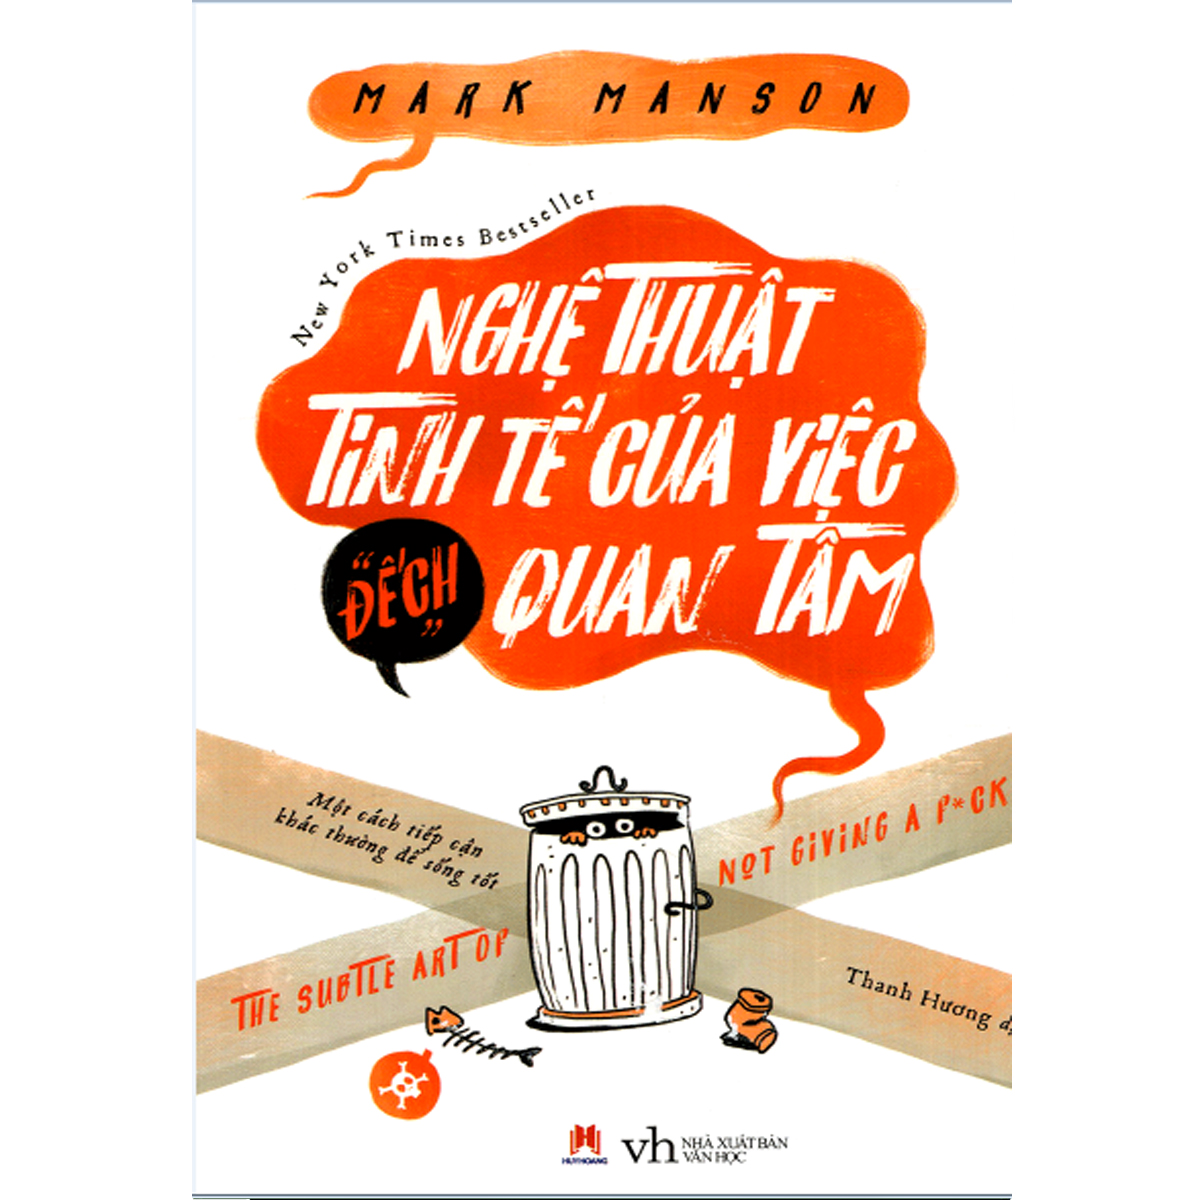 MARK MANSON
New York Times Bestseller
NGHỆ THUẬT
TINH TẾ CỦA VIỆC
"ĐẾCH" QUAN TÂM
Một cách tiếp cận
khác thường để sống tốt
THE SUBTLE ART OF
NOT GIVING A F*CK
Thanh Hương
HUYHOANG
vh NHÀ XUẤT BẢN
VĂN HỌC